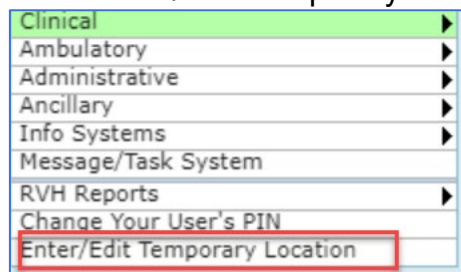 Clinical
Ambulatory
Administrative
Ancillary
Info Systems
Message/Task System
RVH Reports
Change Your User's PIN
Enter/Edit Temporary Location